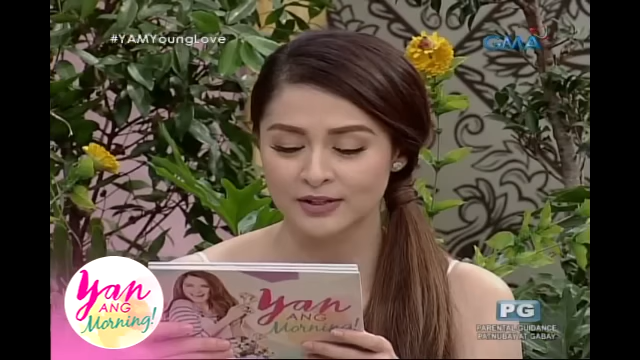 #YAMYoungLove
GMA
Yan
ANG
Morning!
Yan
ANG
Morning!
PG
PARENTAL GUIDANCE
PATNUBAY AT GABAY